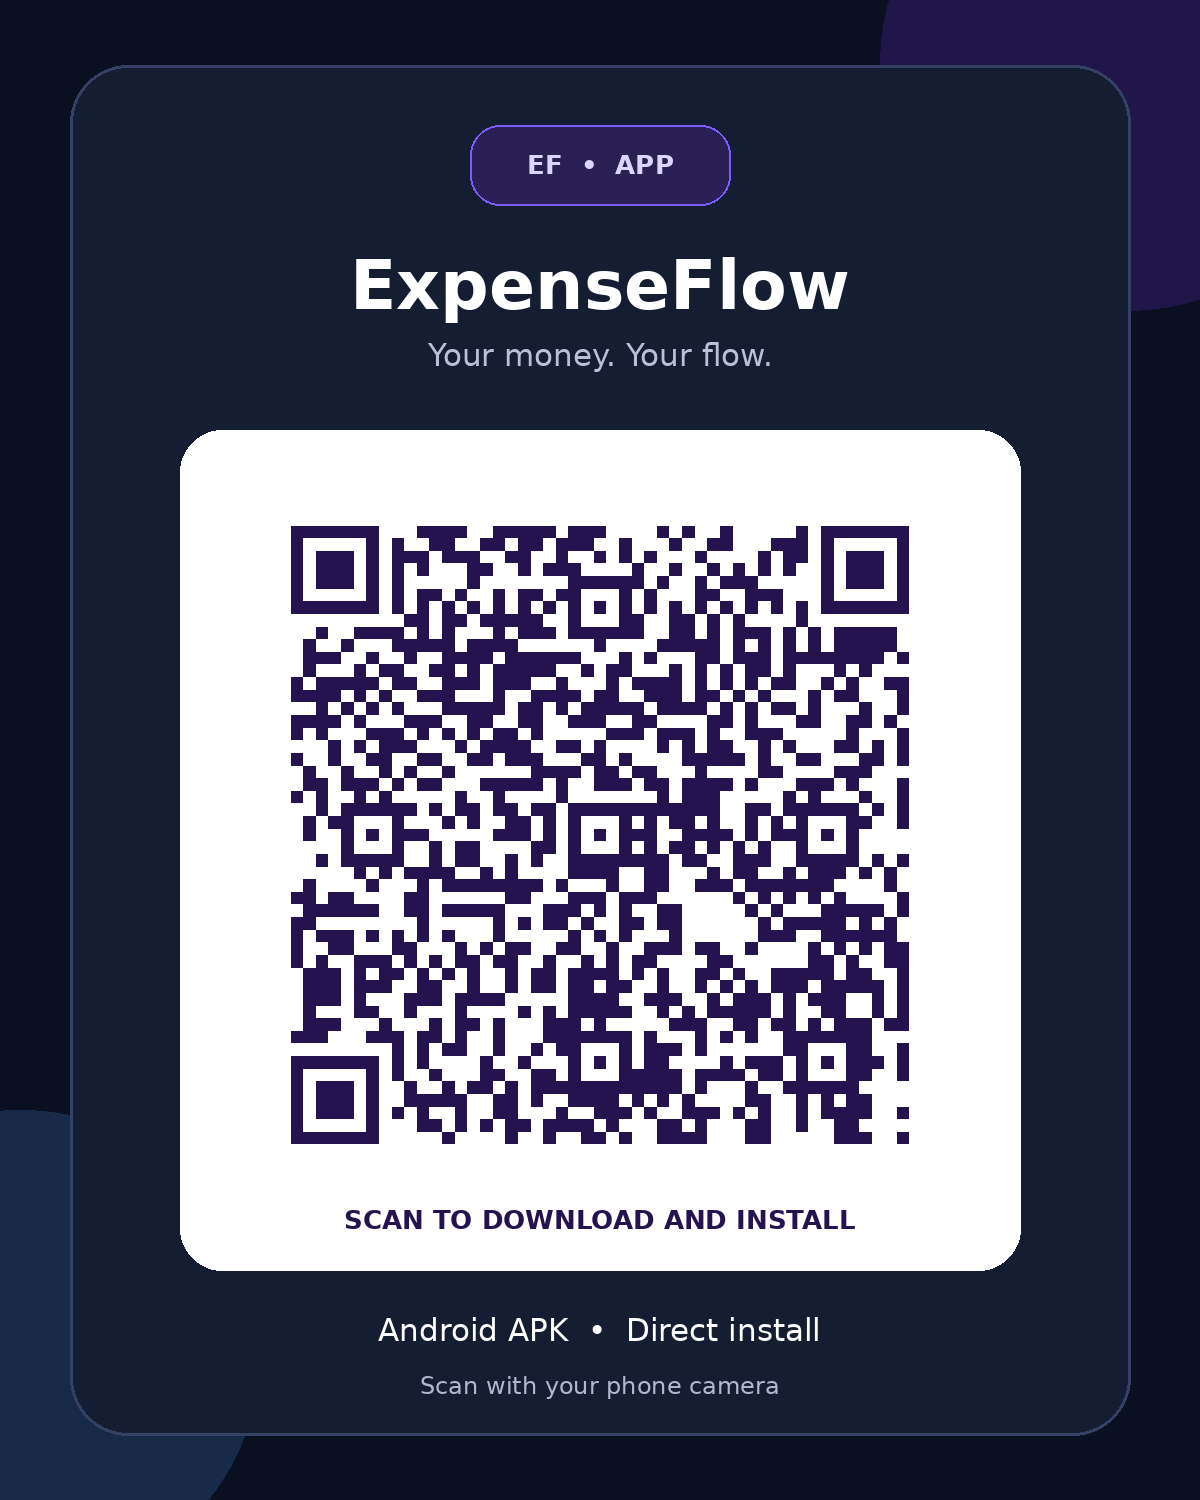 EF • APP
ExpenseFlow
Your money. Your flow.
SCAN TO DOWNLOAD AND INSTALL
Android APK • Direct install
Scan with your phone camera